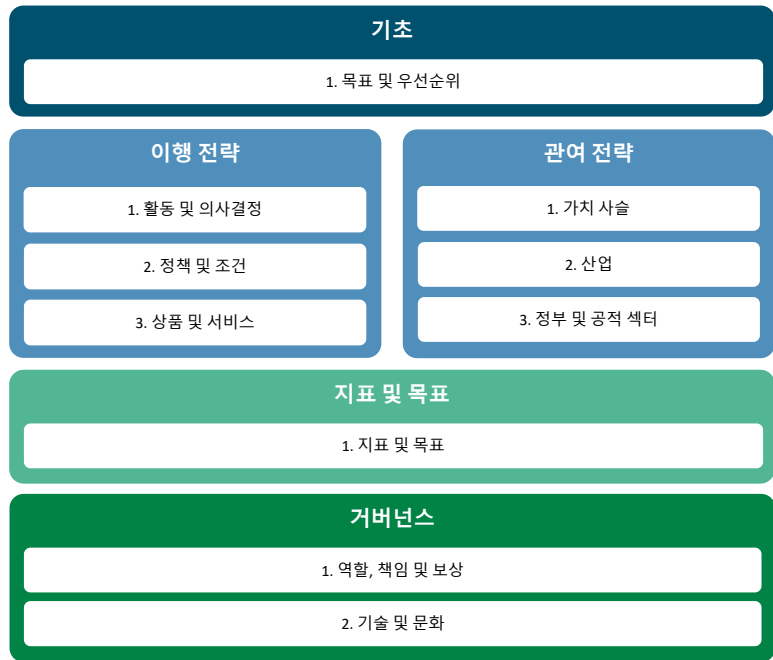 기초
1. 목표 및 우선순위
이행 전략
1. 활동 및 의사결정
2. 정책 및 조건
3. 상품 및 서비스
관여 전략
1. 가치 사슬
2. 산업
3. 정부 및 공적 섹터
지표 및 목표
1. 지표 및 목표
거버넌스
1. 역할, 책임 및 보상
2. 기술 및 문화